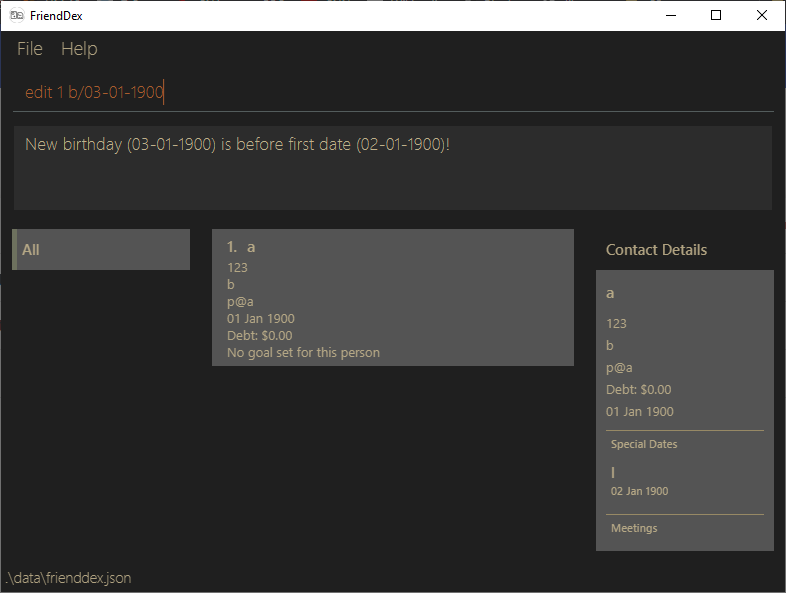 FriendDex
File Help
edit 1 b/03-01-1900
New birthday (03-01-1900) is before first date (02-01-1900)!
All
1. a
123
b
p@a
01 Jan 1900
Debt: $0.00
No goal set for this person
Contact Details
a
123
b
p@a
Debt: $0.00
01 Jan 1900
Special Dates
l
02 Jan 1900
Meetings
.\data\frienddex.json